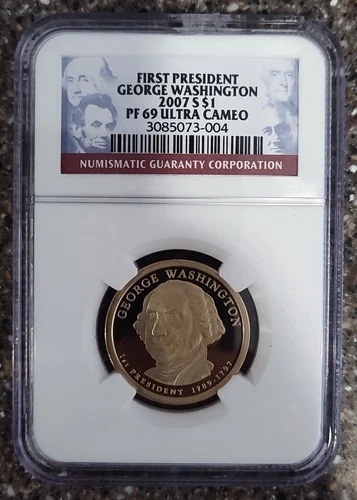 FIRST PRESIDENT
GEORGE WASHINGTON
2007 S $1
PF 69 ULTRA CAMEO
3085073-004
NUMISMATIC GUARANTY CORPORATION
GEORGE WASHINGTON
1st PRESIDENT 1789-1797